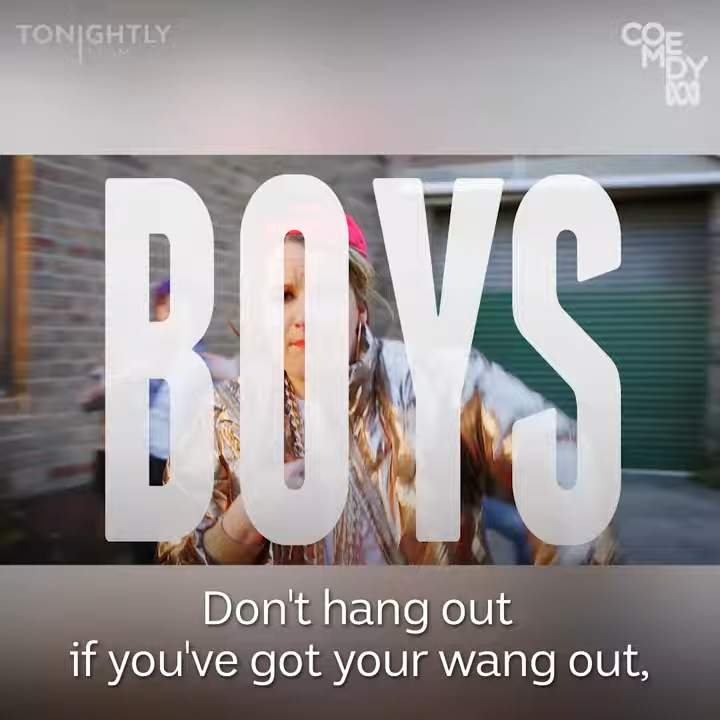 TONIGHTLY
COMEDY
BOYS
Don't hang out
if you've got your wang out,